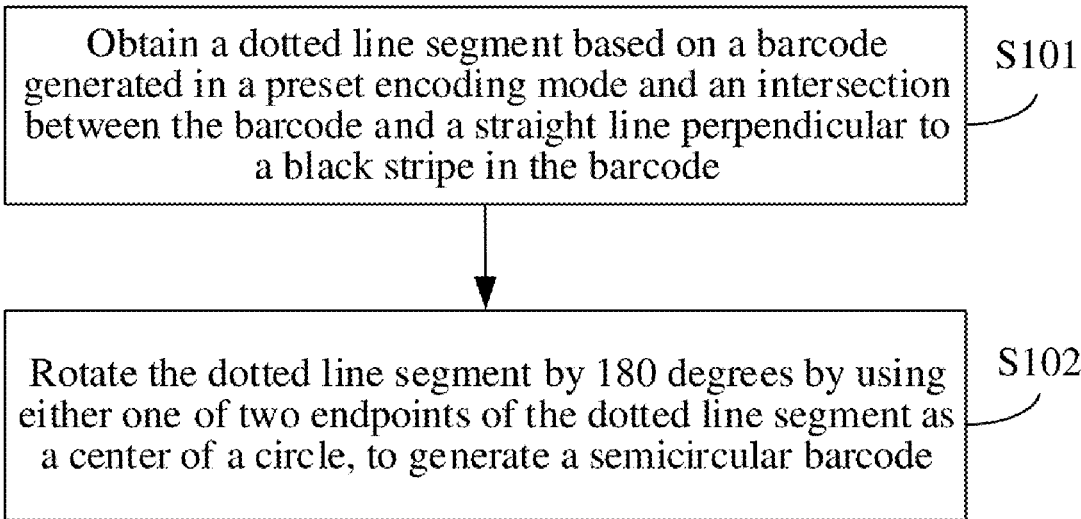 Obtain a dotted line segment based on a barcode
generated in a preset encoding mode and an intersection
between the barcode and a straight line perpendicular to
a black stripe in the barcode
S101
Rotate the dotted line segment by 180 degrees by using
either one of two endpoints of the dotted line segment as
a center of a circle, to generate a semicircular barcode
S102